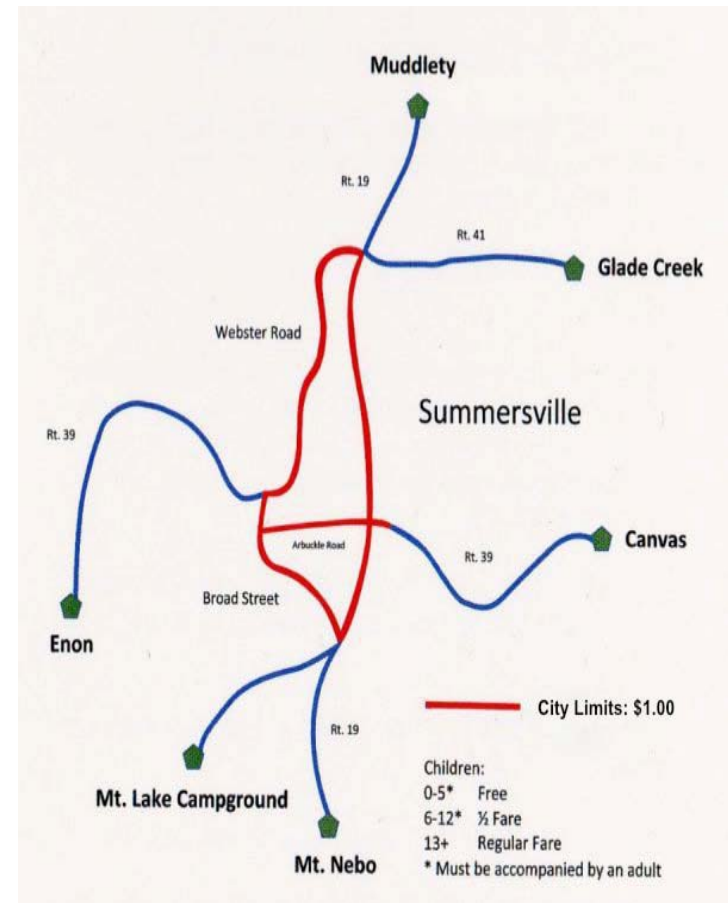 Muddlety
Rt. 19
Rt. 41
Glade Creek
Webster Road
Summersville
Rt. 39
Arbuckle Road
Rt. 39
Canvas
Broad Street
Enon
City Limits: $1.00
Rt. 19
Mt. Lake Campground
Mt. Nebo
Children:
0-5* Free
6-12* ½ Fare
13+ Regular Fare
* Must be accompanied by an adult